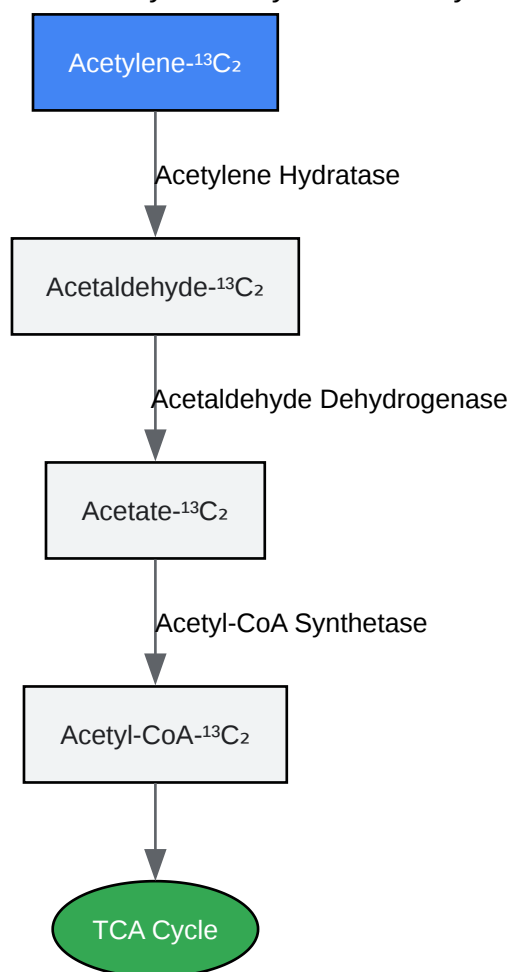 Acetylene-¹³C₂
Acetylene Hydratase
Acetaldehyde-¹³C₂
Acetaldehyde Dehydrogenase
Acetate-¹³C₂
Acetyl-CoA Synthetase
Acetyl-CoA-¹³C₂
TCA Cycle